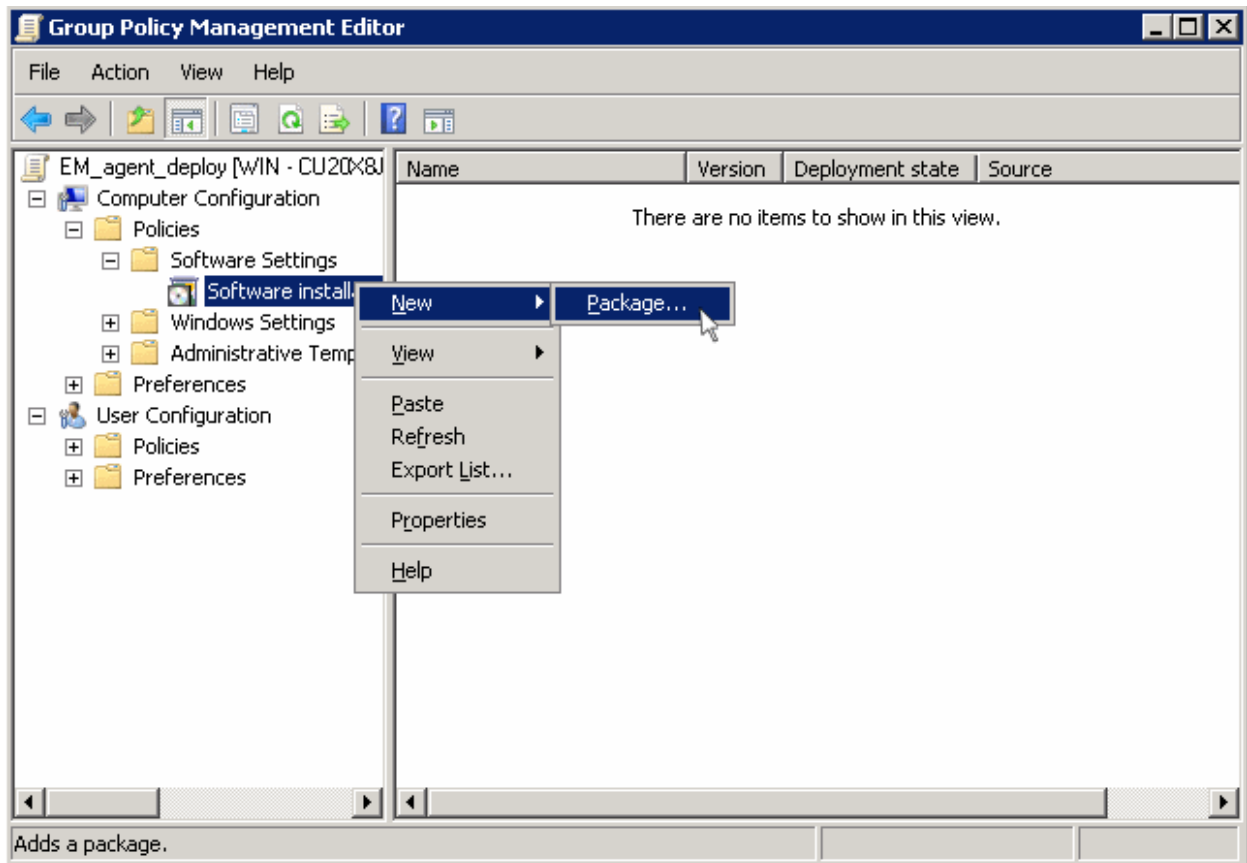 Group Policy Management Editor
File Action View Help
EM_agent_deploy [WIN - CU20X8J
Computer Configuration
Policies
Software Settings
Software install
Windows Settings
Administrative Temp
Preferences
User Configuration
Policies
Preferences
Name Version Deployment state Source
There are no items to show in this view.
New
Package...
View
Paste
Refresh
Export List...
Properties
Help
Adds a package.